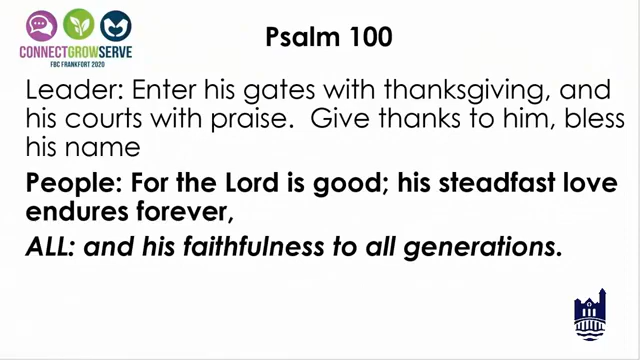 Psalm 100
CONNECTGROWSERVE
FBC FRANKFORT 2020
Leader: Enter his gates with thanksgiving, and
his courts with praise.  Give thanks to him, bless
his name
People: For the Lord is good; his steadfast love
endures forever,
ALL: and his faithfulness to all generations.